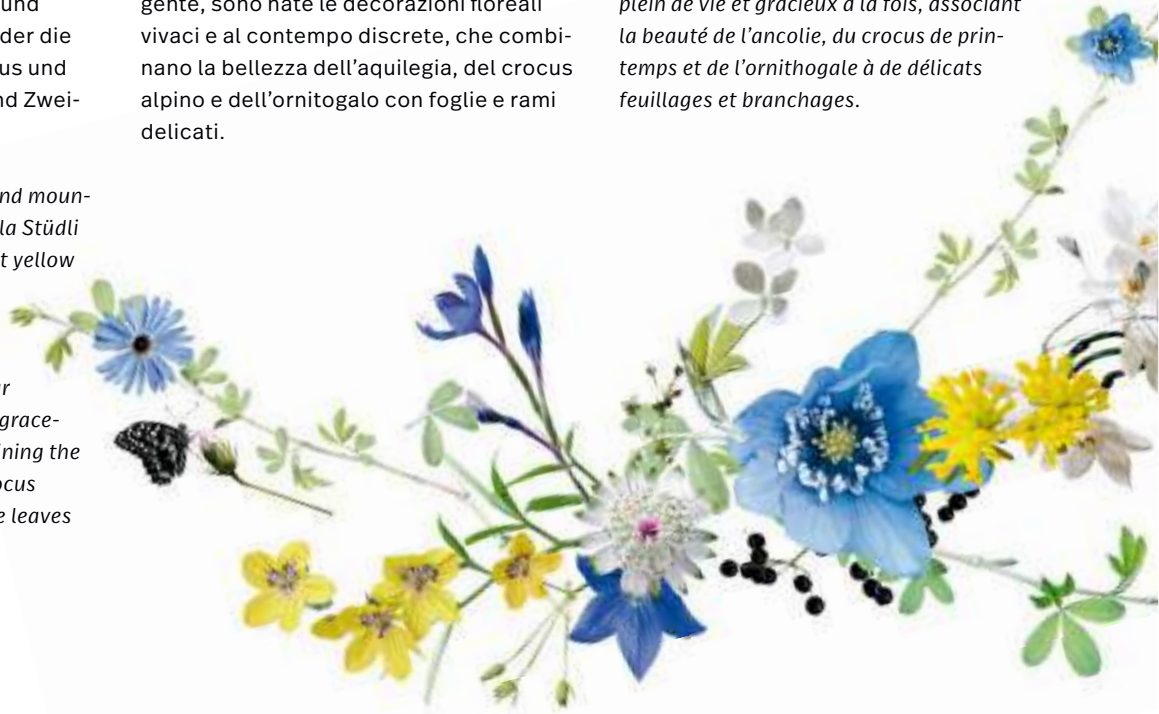 und
der die
us und
nd Zwei-
nd moun-
la Stüdli
t yellow
r
grace-
ning the
ocus
e leaves
gente, sono nate le decorazioni floreali
vivaci e al contempo discrete, che combi-
nano la bellezza dell’aquilegia, del crocus
alpino e dell’ornitogalo con foglie e rami
delicati.
plein de vie et gracieux à la fois, associant
la beauté de l’ancolie, du crocus de prin-
temps et de l’ornithogale à de délicats
feuillages et branchages.